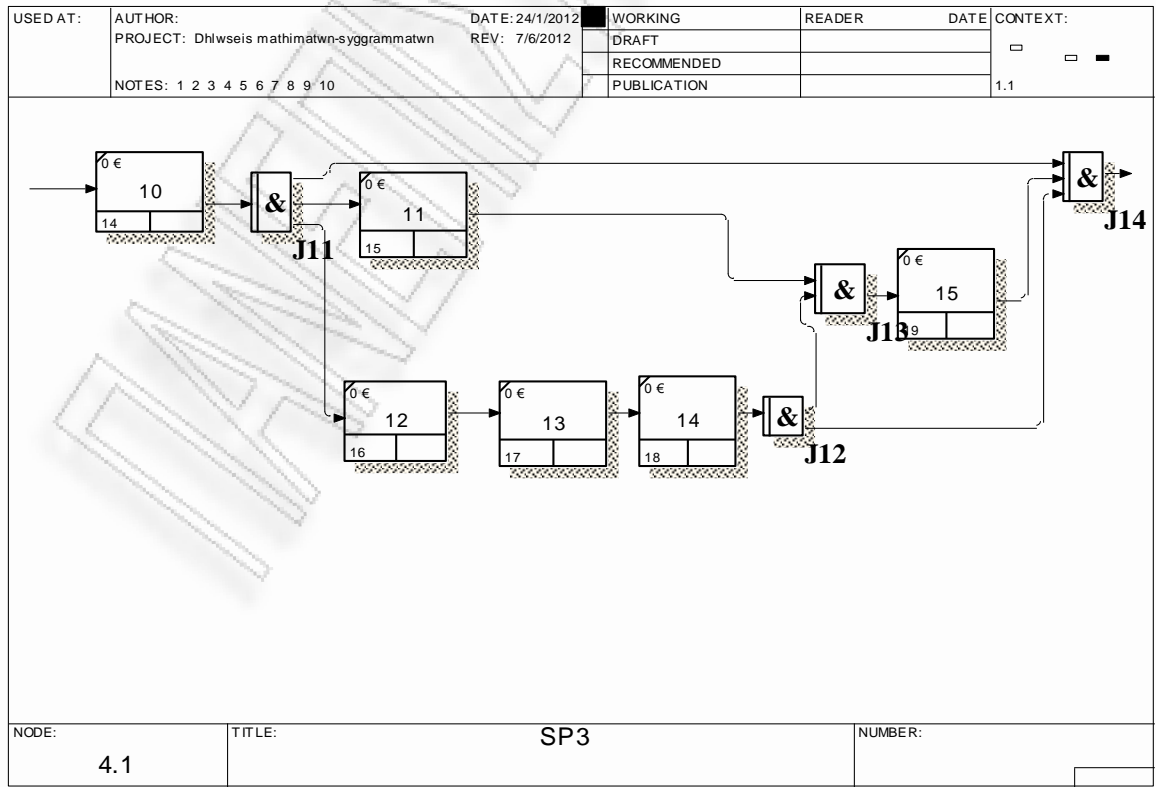 USED AT:
AUTHOR:
DATE: 24/1/2012
WORKING
READER
DATE
CONTEXT:
PROJECT: Dhlwseis mathimatwn-syggrammatwn
REV: 7/6/2012
DRAFT
RECOMMENDED
NOTES: 1 2 3 4 5 6 7 8 9 10
PUBLICATION
1.1
0 €
10
14
&
J11
0 €
11
15
&
J14
&
J13
0 €
15
19
0 €
12
16
0 €
13
17
0 €
14
18
&
J12
NODE:
4.1
TITLE:
SP3
NUMBER: